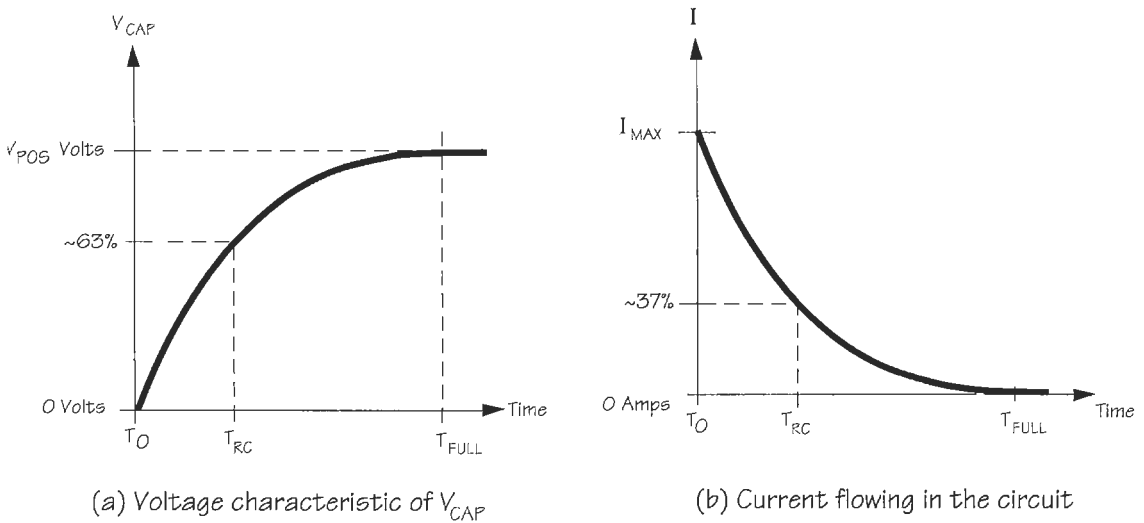 V_CAP
V_POS Volts
~63%
0 Volts
Time
T_0
T_RC
T_FULL
(a) Voltage characteristic of V_CAP
I
I_MAX
~37%
0 Amps
Time
T_0
T_RC
T_FULL
(b) Current flowing in the circuit